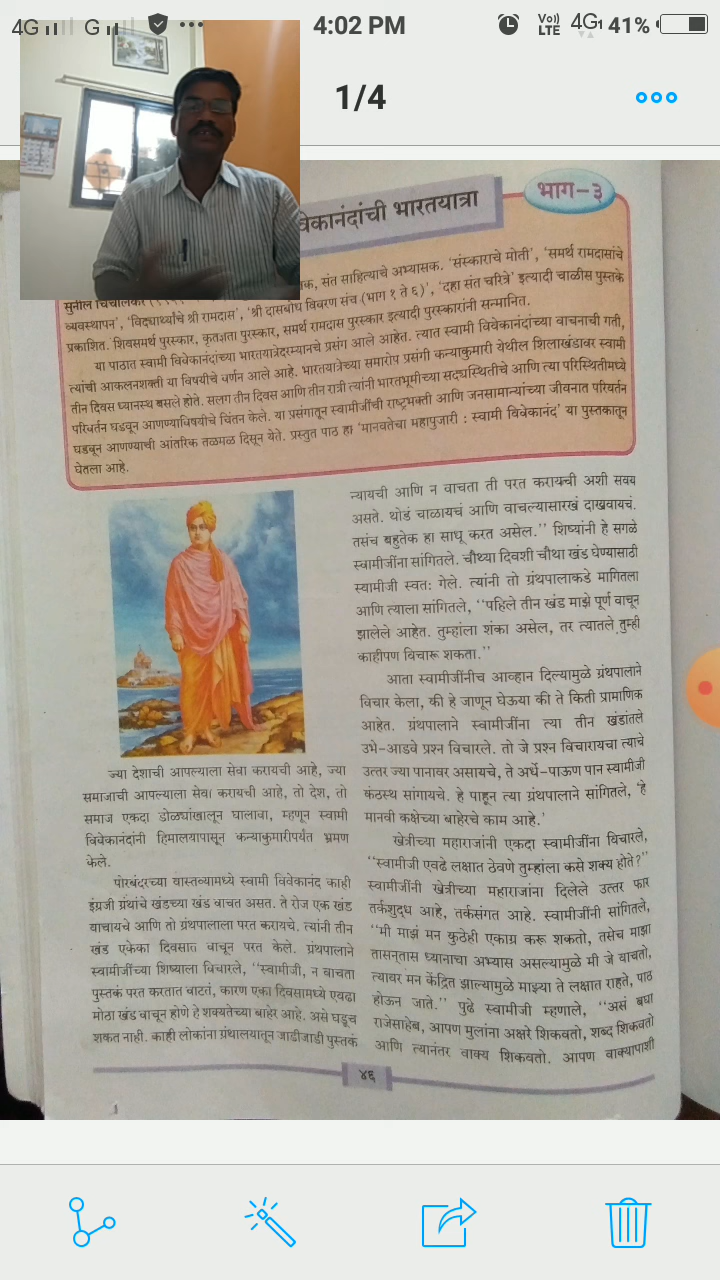 4G G 4:02 PM Vo)) LTE 4G1 41%
1/4
भाग-३
वेकानंदांची भारतयात्रा
क, संत साहित्याचे अभ्यासक. 'संस्काराचे मोती', 'समर्थ रामदासांचे
व्यवस्थापन', 'विद्यार्थ्यांचे श्री रामदास', 'श्री दासबोध विवरण संच (भाग १ ते ६)', 'दहा संत चरित्रे' इत्यादी चाळीस पुस्तके
प्रकाशित. शिवसमर्थ पुरस्कार, कृतज्ञता पुरस्कार, समर्थ रामदास पुरस्कार इत्यादी पुरस्कारांनी सन्मानित.
या पाठात स्वामी विवेकानंदांच्या भारतयात्रेदरम्यानचे प्रसंग आले आहेत. त्यात स्वामी विवेकानंदांच्या वाचनाची गती,
त्यांची आकलनशक्ती या विषयीचे वर्णन आले आहे. भारतयात्रेच्या समारोप प्रसंगी कन्याकुमारी येथील शिलाखंडावर स्वामी
तीन दिवस ध्यानस्थ बसले होते. सलग तीन दिवस आणि तीन रात्री त्यांनी भारतभूमीच्या सद्यःस्थितीचे आणि त्या परिस्थितीमध्ये
परिवर्तन घडवून आणण्याविषयीचे चिंतन केले. या प्रसंगातून स्वामीजींची राष्ट्रभक्ती आणि जनसामान्यांच्या जीवनात परिवर्तन
घडवून आणण्याची आंतरिक तळमळ दिसून येते. प्रस्तुत पाठ हा 'मानवतेचा महापुजारी : स्वामी विवेकानंद' या पुस्तकातून
घेतला आहे.
ज्या देशाची आपल्याला सेवा करायची आहे, ज्या
समाजाची आपल्याला सेवा करायची आहे, तो देश, तो
समाज एकदा डोळ्यांखालून घालावा, म्हणून स्वामी
विवेकानंदांनी हिमालयापासून कन्याकुमारीपर्यंत भ्रमण
केले.
पोरबंदरच्या वास्तव्यामध्ये स्वामी विवेकानंद काही
इंग्रजी ग्रंथांचे खंडच्या खंड वाचत असत. ते रोज एक खंड
वाचायचे आणि तो ग्रंथपालाला परत करायचे. त्यांनी तीन
खंड एकेका दिवसात वाचून परत केले. ग्रंथपालाने
स्वामीजींच्या शिष्याला विचारले, ''स्वामीजी, न वाचता
पुस्तकं परत करतात वाटतं, कारण एका दिवसामध्ये एवढा
मोठा खंड वाचून होणे हे शक्यतेच्या बाहेर आहे. असे घडूच
शकत नाही. काही लोकांना ग्रंथालयातून जाडीजाडी पुस्तकं
न्यायची आणि न वाचता ती परत करायची अशी सवय
असते. थोडं चाळायचं आणि वाचल्यासारखं दाखवायचं.
तसंच बहुतेक हा साधू करत असेल.'' शिष्यांनी हे सगळे
स्वामीजींना सांगितले. चौथ्या दिवशी चौथा खंड घेण्यासाठी
स्वामीजी स्वतः गेले. त्यांनी तो ग्रंथपालाकडे मागितला
आणि त्याला सांगितले, ''पहिले तीन खंड माझे पूर्ण वाचून
झालेले आहेत. तुम्हांला शंका असेल, तर त्यातले तुम्ही
काहीपण विचारू शकता.''
आता स्वामीजींनीच आव्हान दिल्यामुळे ग्रंथपालाने
विचार केला, की हे जाणून घेऊया की ते किती प्रामाणिक
आहेत. ग्रंथपालाने स्वामीजींना त्या तीन खंडांतले
उभे-आडवे प्रश्न विचारले. तो जे प्रश्न विचारायचा त्याचे
उत्तर ज्या पानावर असायचे, ते अर्धे-पाऊण पान स्वामीजी
कंठस्थ सांगायचे. हे पाहून त्या ग्रंथपालाने सांगितले, 'हे
मानवी कक्षेच्या बाहेरचे काम आहे.'
खेत्रीच्या महाराजांनी एकदा स्वामीजींना विचारले,
''स्वामीजी एवढे लक्षात ठेवणे तुम्हांला कसे शक्य होते?''
स्वामीजींनी खेत्रीच्या महाराजांना दिलेले उत्तर फार
तर्कशुद्ध आहे, तर्कसंगत आहे. स्वामीजींनी सांगितले,
''मी माझं मन कुठेही एकाग्र करू शकतो, तसेच माझा
तासन्‌तास ध्यानाचा अभ्यास असल्यामुळे मी जे वाचतो,
त्यावर मन केंद्रित झाल्यामुळे माझ्या ते लक्षात राहते, पाठ
होऊन जाते.'' पुढे स्वामीजी म्हणाले, ''असं बघा
राजेसाहेब, आपण मुलांना अक्षरे शिकवतो, शब्द शिकवतो
आणि त्यानंतर वाक्य शिकवतो. आपण वाक्यापाशी
४६